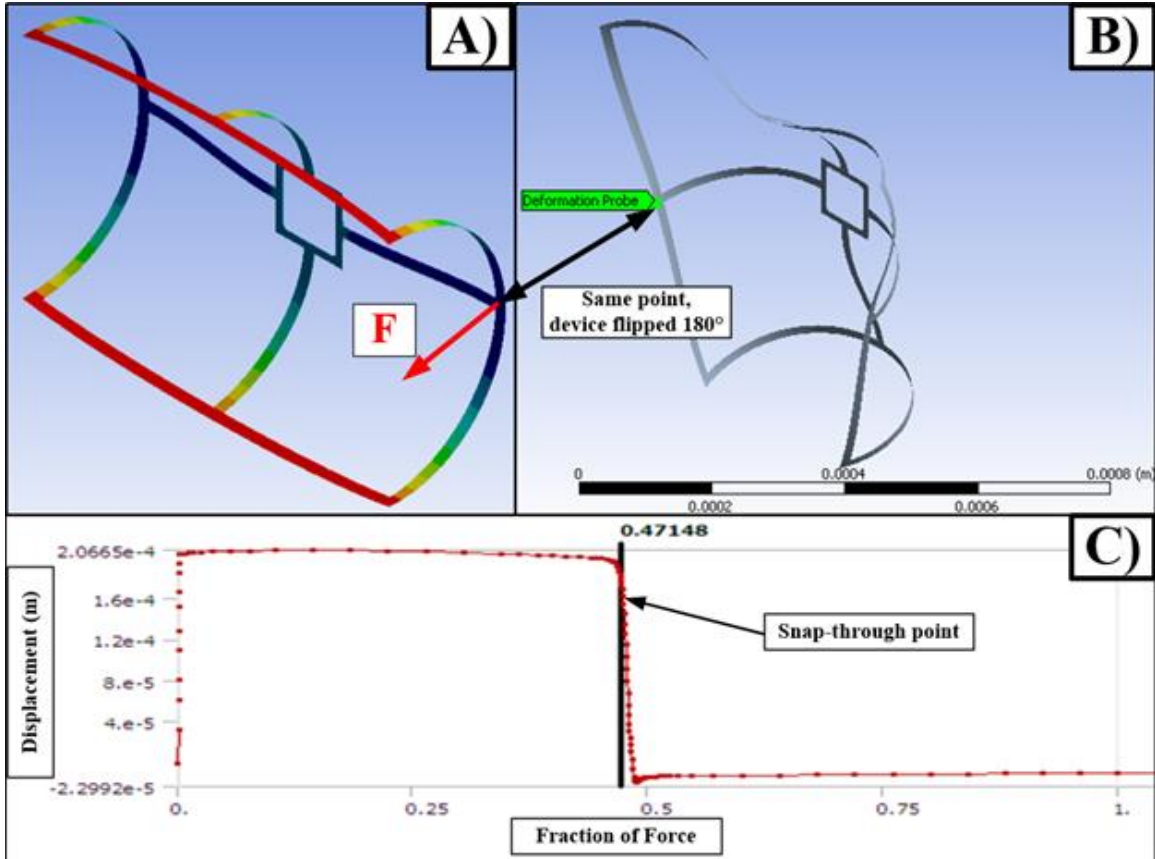 A)
F
B)
Deformation Probe
Same point,
device flipped 180°
0
0.0004
0.0008 (m)
0.0002
0.0006
C)
0.47148
Displacement (m)
2.0665e-4
1.6e-4
1.2e-4
8.e-5
4.e-5
-2.2992e-5
Snap-through point
0.
0.25
0.5
0.75
1.
Fraction of Force